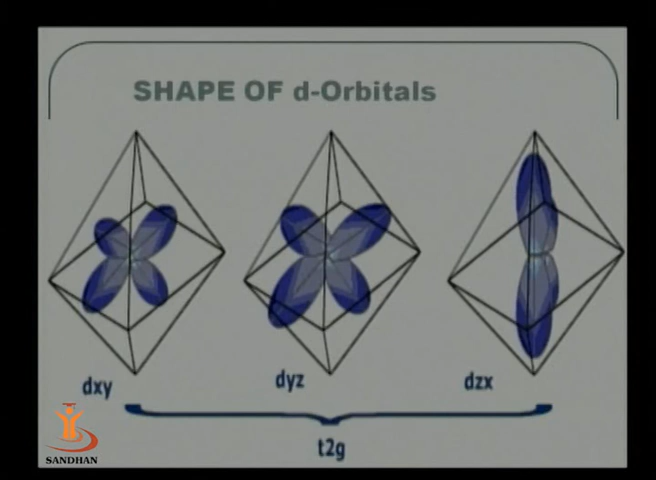 SHAPE OF d-Orbitals
dxy
dyz
dzx
t2g
SANDHAN